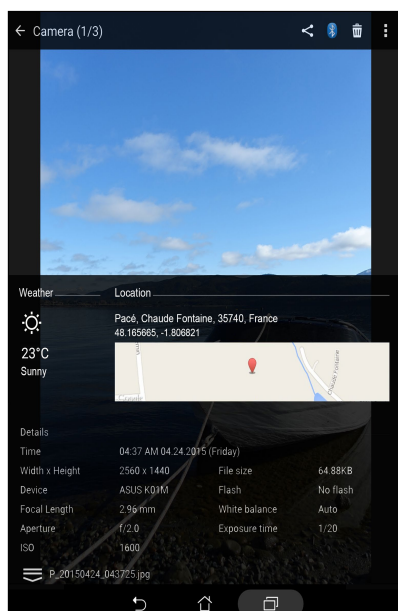 Camera (1/3)
Weather Location
Pacé, Chaude Fontaine, 35740, France
48.165665, -1.806821
23°C
Sunny
Chaude Fontaine
Details
Time 04:37 AM 04.24.2015 (Friday)
Width x Height 2560 x 1440 File size 64.88KB
Device ASUS K01M Flash No flash
Focal Length 2.96 mm White balance Auto
Aperture f/2.0 Exposure time 1/20
ISO 1600
P_20150424_043725.jpg